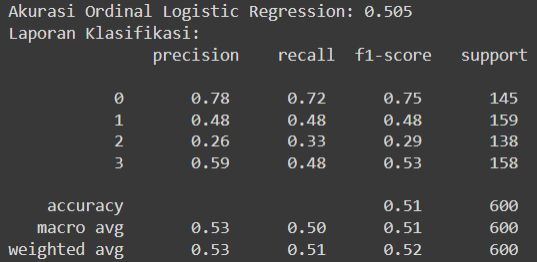 Akurasi Ordinal Logistic Regression: 0.505
Laporan Klasifikasi:
precision recall f1-score support
0 0.78 0.72 0.75 145
1 0.48 0.48 0.48 159
2 0.26 0.33 0.29 138
3 0.59 0.48 0.53 158
accuracy 0.51 600
macro avg 0.53 0.50 0.51 600
weighted avg 0.53 0.51 0.52 600